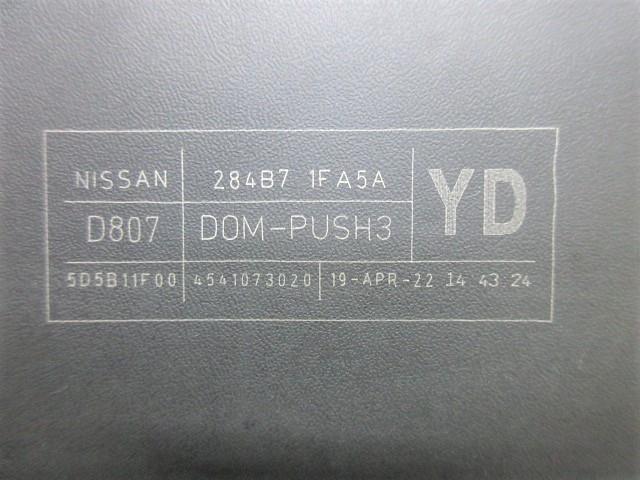 NISSAN 284B7 1FA5A YD
D807 DOM-PUSH3
5D5B11F00 4541073020 19-APR-22 14 43 24